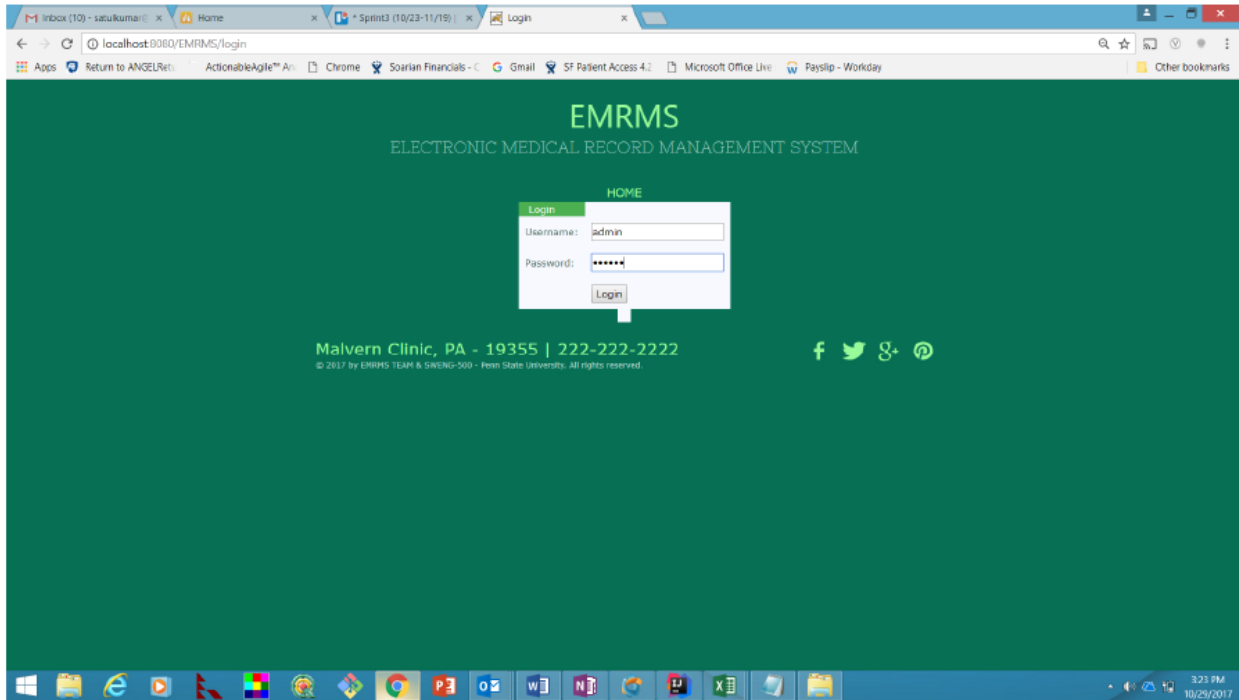 Inbox (10) - satulkumar@
Home
^ Sprint3 (10/23-11/19) |
Login
localhost:8080/EMRMS/login
Apps
Return to ANGELRet
ActionableAgile™ An
Chrome
Soarian Financials - C
Gmail
SF Patient Access 4.2
Microsoft Office Live
Payslip - Workday
Other bookmarks
EMRMS
ELECTRONIC MEDICAL RECORD MANAGEMENT SYSTEM
HOME
Login
Username: admin
Password: ••••••
Login
Malvern Clinic, PA - 19355 | 222-222-2222
© 2017 by EMRMS TEAM & SWENG-500 - Penn State University. All rights reserved.
3:23 PM
10/29/2017